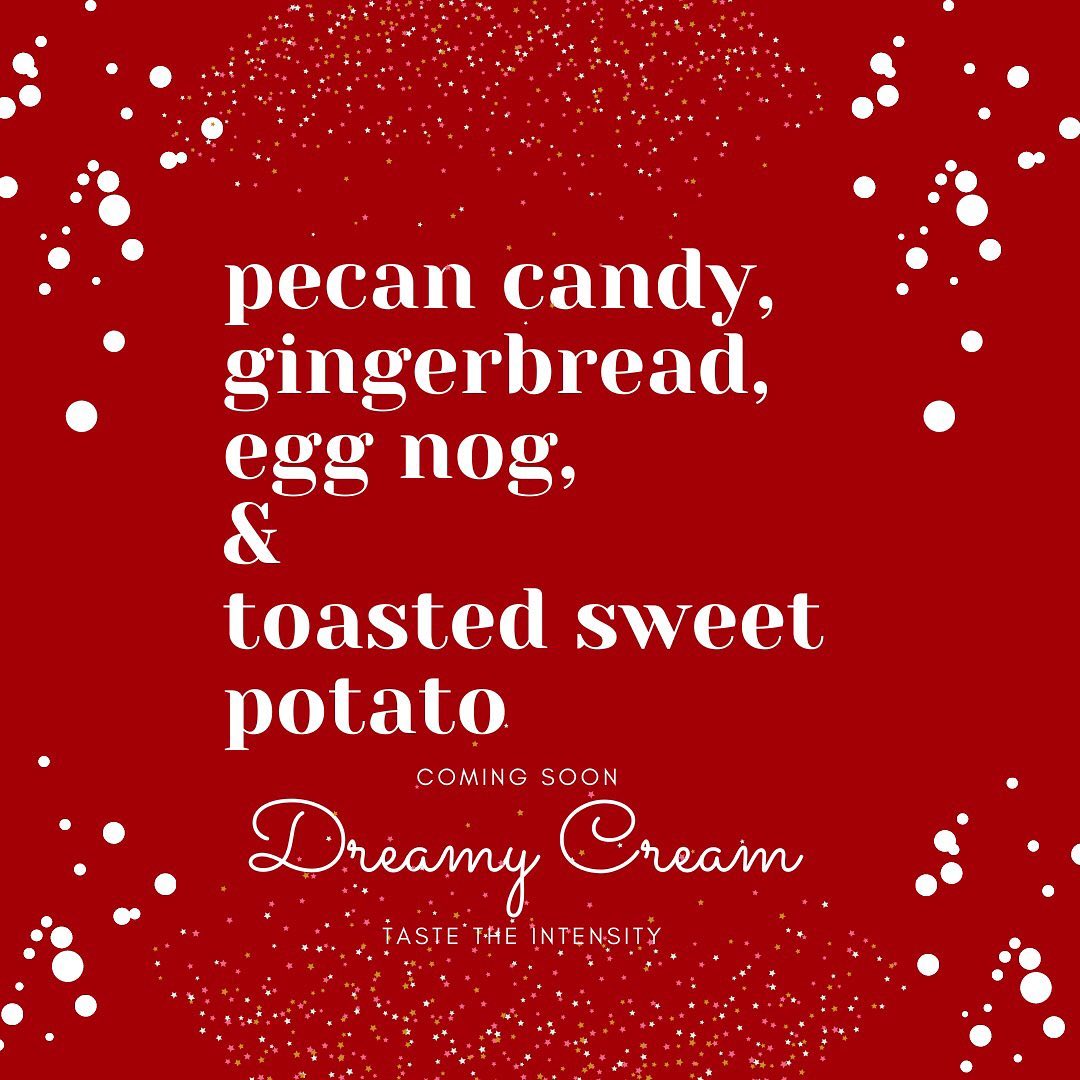 pecan candy,
gingerbread,
egg nog,
&
toasted sweet
potato
COMING SOON
Dreamy Cream
TASTE THE INTENSITY